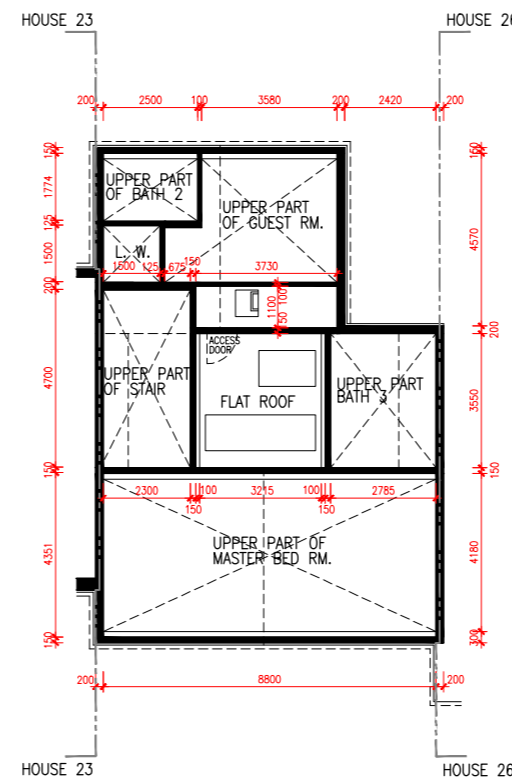 HOUSE 23
HOUSE 26
200
2500
100
3580
200
2420
200
150
1774
125
1500
200
4700
150
4351
150
UPPER PART
OF BATH 2
UPPER PART
OF GUEST RM.
L. W.
1500
125
675
150
3730
1100
100
150
ACCESS
DOOR
UPPER PART
OF STAIR
FLAT ROOF
UPPER PART
BATH 3
2300
150
100
3215
100
150
2785
UPPER PART OF
MASTER BED RM.
4570
200
3550
150
4180
300
200
8800
200
HOUSE 23
HOUSE 26